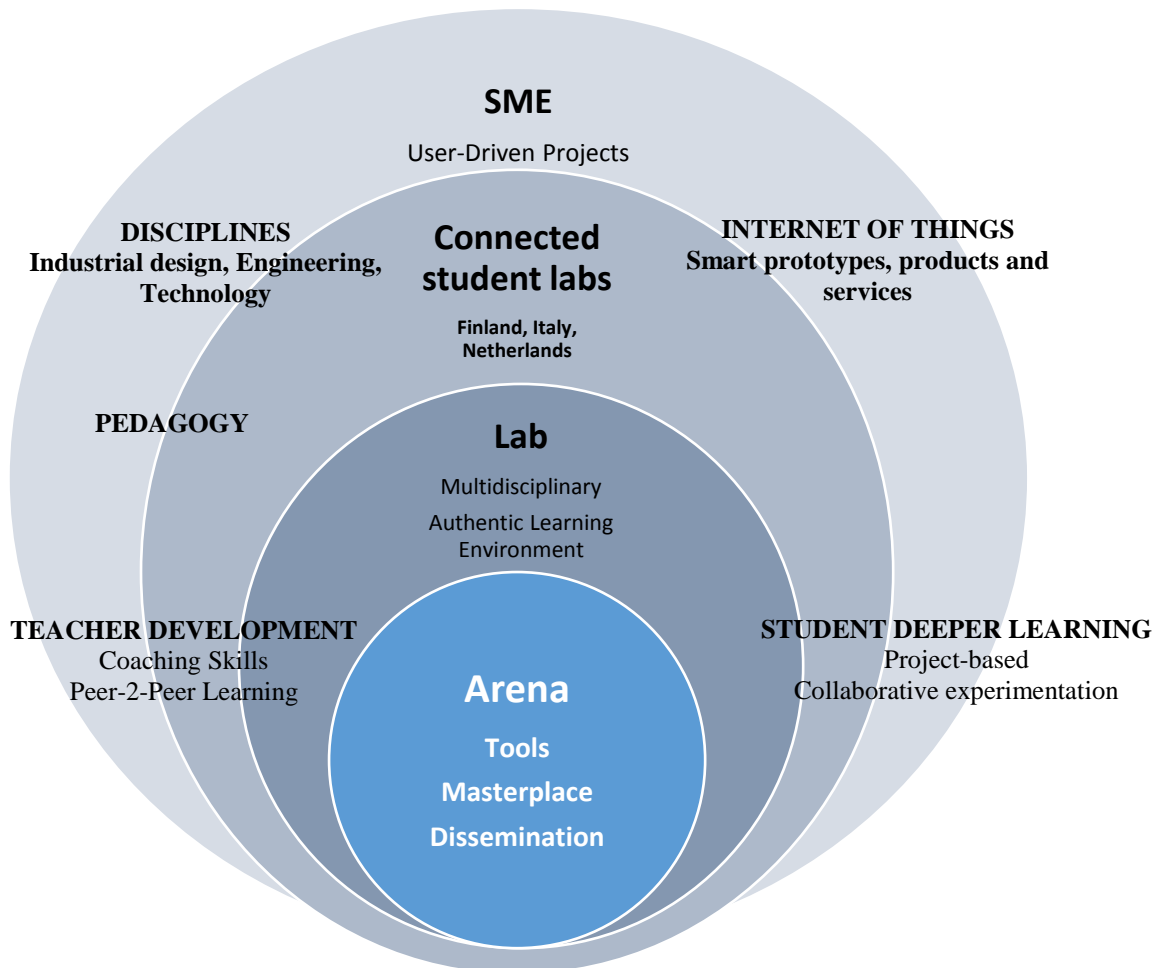 SME
User-Driven Projects
DISCIPLINES
Industrial design, Engineering,
Technology
Connected
student labs
Finland, Italy,
Netherlands
INTERNET OF THINGS
Smart prototypes, products and
services
PEDAGOGY
Lab
Multidisciplinary
Authentic Learning
Environment
TEACHER DEVELOPMENT
Coaching Skills
Peer-2-Peer Learning
STUDENT DEEPER LEARNING
Project-based
Collaborative experimentation
Arena
Tools
Masterplace
Dissemination